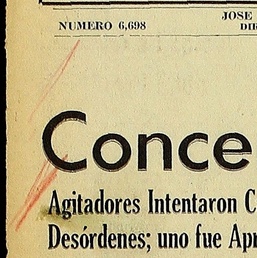 NUMERO 6,698
JOSE
DIR
Conce
Agitadores Intentaron C
Desórdenes; uno fue Apr